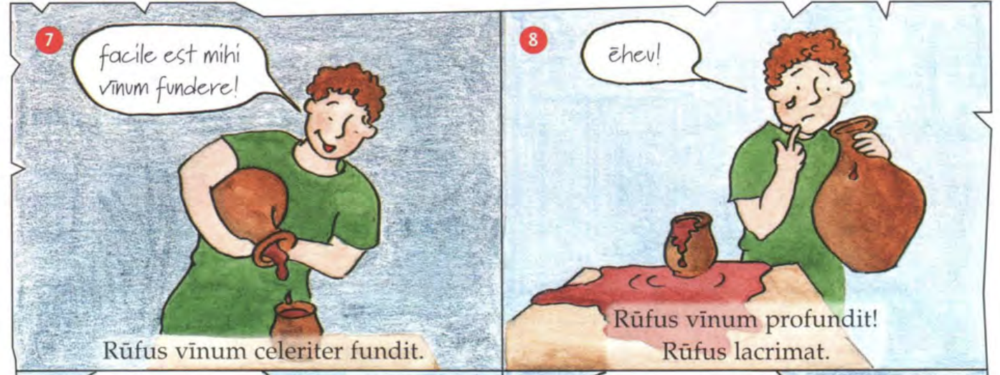 7
facile est mihi
vīnum fundere!
Rūfus vīnum celeriter fundit.
8
ēheu!
Rūfus vīnum profundit!
Rūfus lacrimat.